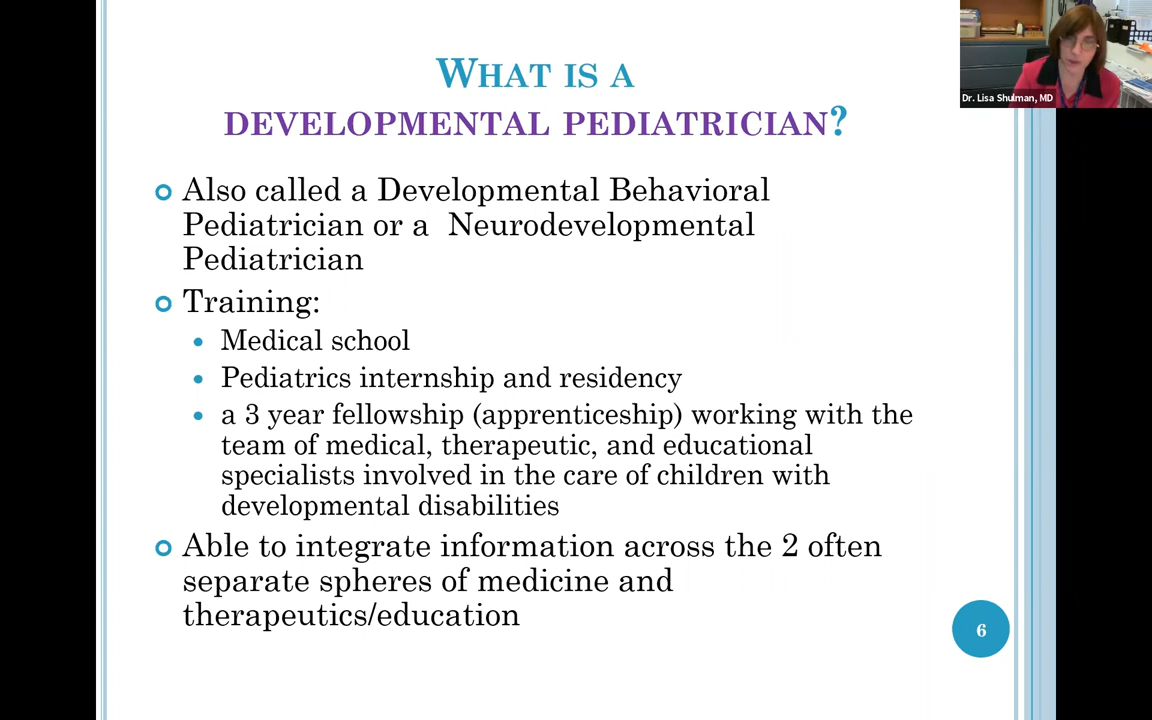 WHAT IS A
DEVELOPMENTAL PEDIATRICIAN?
Dr. Lisa Shulman, MD
Also called a Developmental Behavioral
Pediatrician or a Neurodevelopmental
Pediatrician
Training:
Medical school
Pediatrics internship and residency
a 3 year fellowship (apprenticeship) working with the
team of medical, therapeutic, and educational
specialists involved in the care of children with
developmental disabilities
Able to integrate information across the 2 often
separate spheres of medicine and
therapeutics/education
6